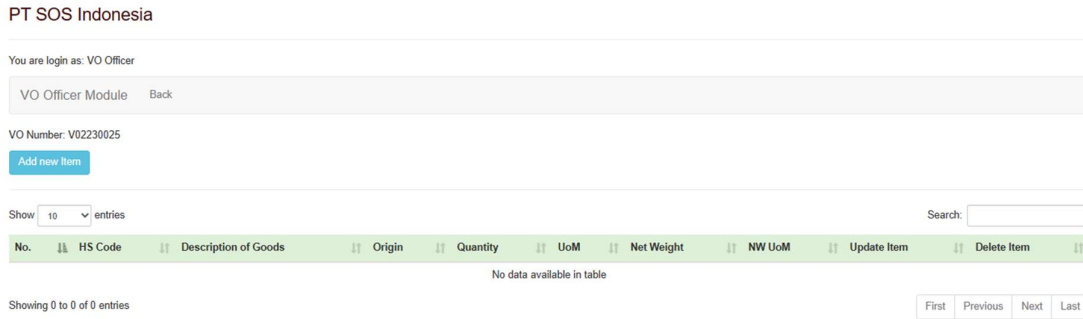 PT SOS Indonesia
You are login as: VO Officer
VO Officer Module Back
VO Number: V02230025
Add new Item
Show 10 entries Search:
No. HS Code Description of Goods Origin Quantity UoM Net Weight NW UoM Update Item Delete Item
No data available in table
Showing 0 to 0 of 0 entries First Previous Next Last